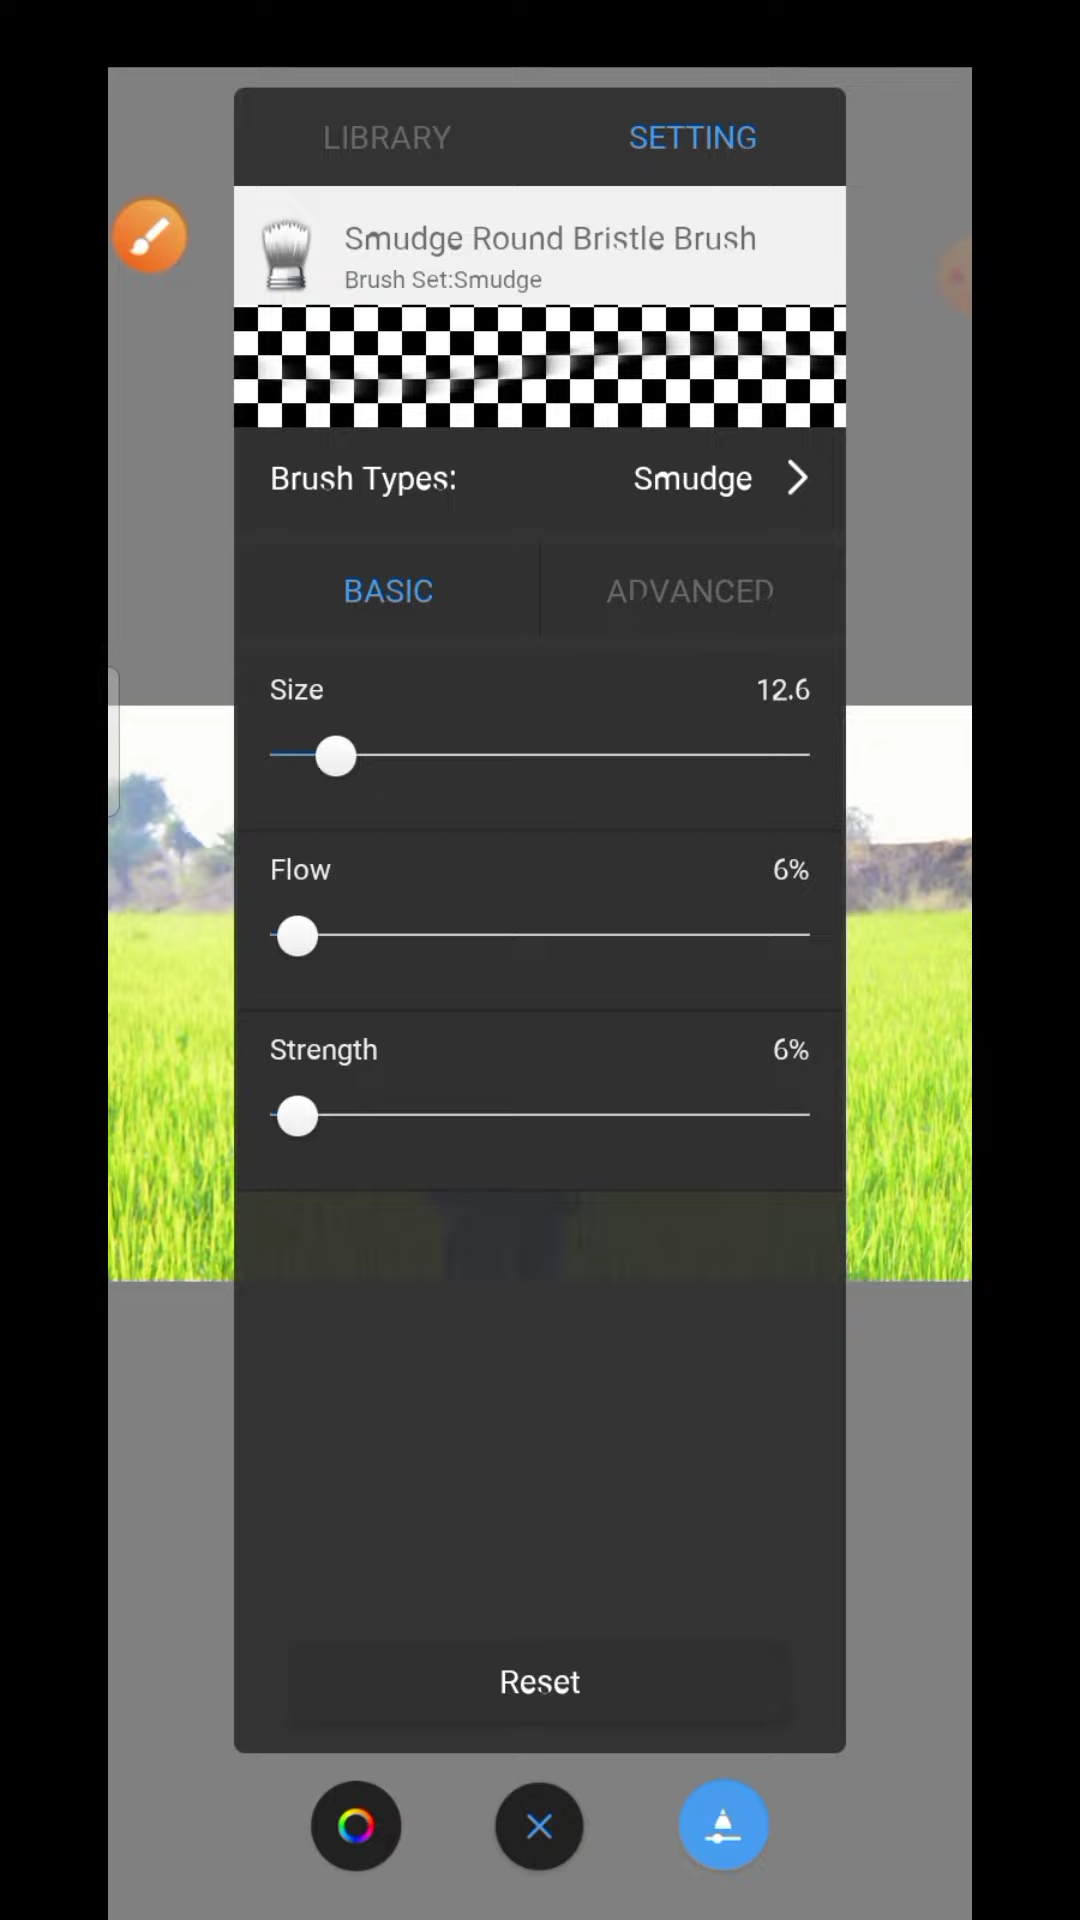 LIBRARY SETTING
Smudge Round Bristle Brush
Brush Set:Smudge
Brush Types: Smudge
BASIC ADVANCED
Size 12.6
Flow 6%
Strength 6%
Reset